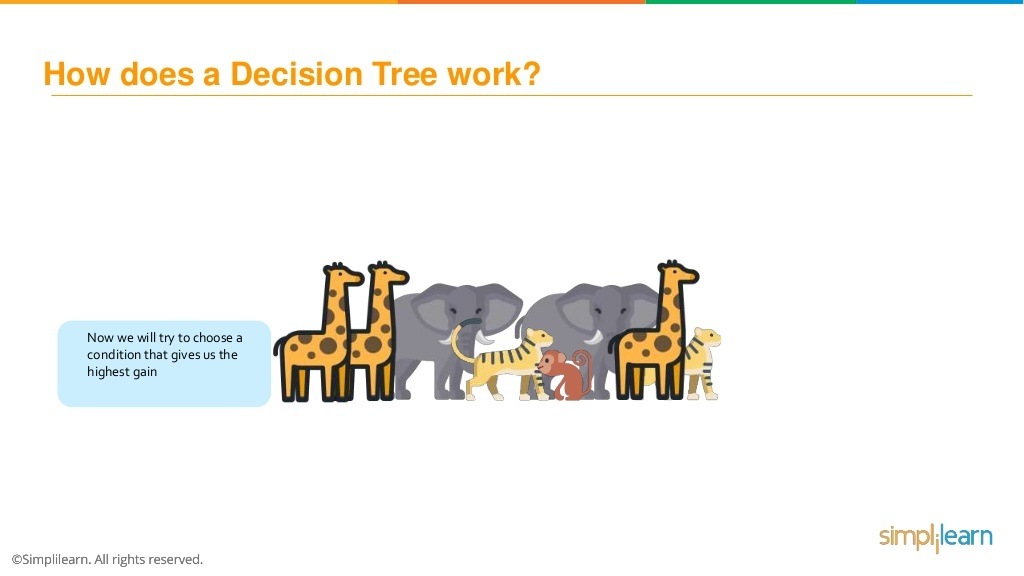 How does a Decision Tree work?
Now we will try to choose a
condition that gives us the
highest gain
simplilearn
©Simplilearn. All rights reserved.